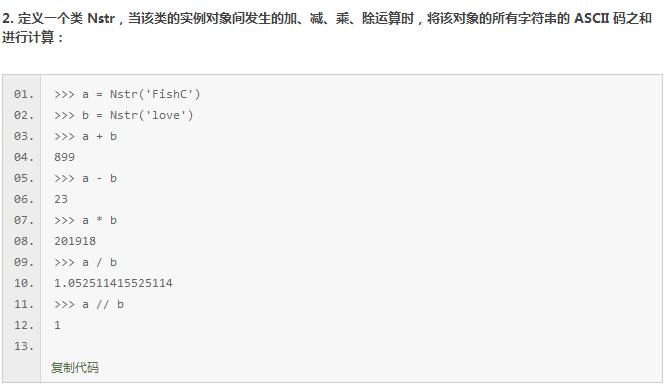 2. 定义一个类 Nstr，当该类的实例对象间发生的加、减、乘、除运算时，将该对象的所有字符串的 ASCII 码之和
进行计算：
01. >>> a = Nstr('FishC')
02. >>> b = Nstr('love')
03. >>> a + b
04. 899
05. >>> a - b
06. 23
07. >>> a * b
08. 201918
09. >>> a / b
10. 1.052511415525114
11. >>> a // b
12. 1
13.
复制代码